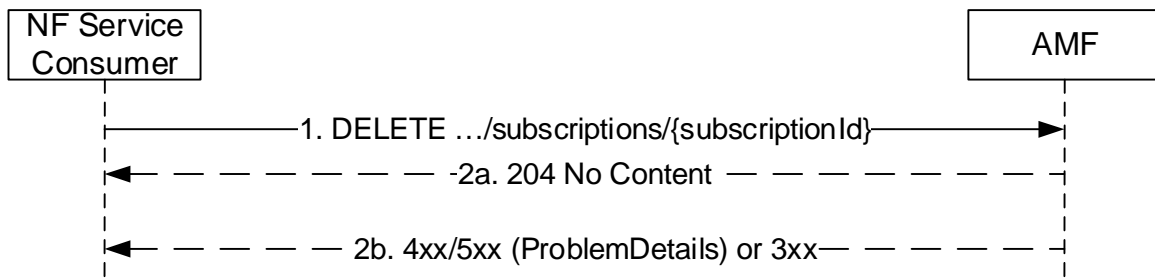 NF Service
Consumer
AMF
1. DELETE …/subscriptions/{subscriptionId}
2a. 204 No Content
2b. 4xx/5xx (ProblemDetails) or 3xx